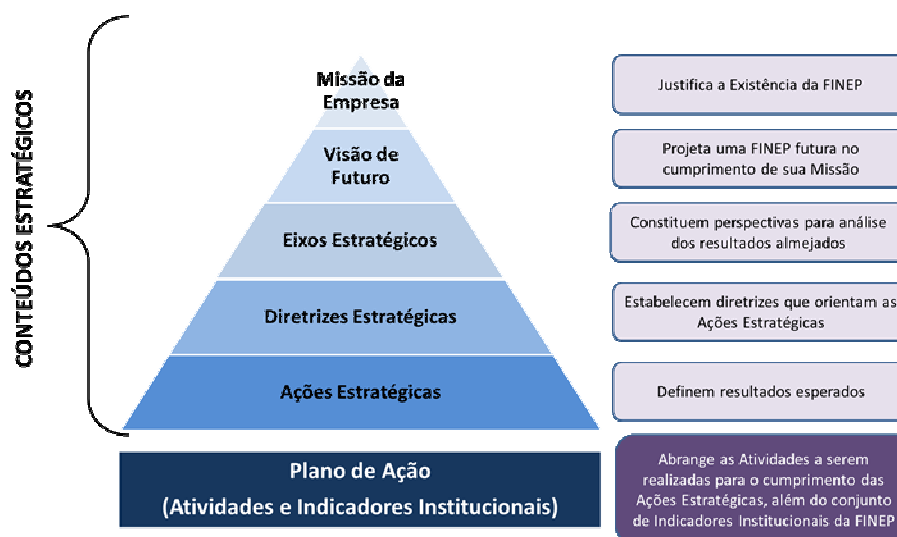 CONTEÚDOS ESTRATÉGICOS
Missão da
Empresa
Justifica a Existência da FINEP
Visão de
Futuro
Projeta uma FINEP futura no
cumprimento de sua Missão
Eixos Estratégicos
Constituem perspectivas para análise
dos resultados almejados
Diretrizes Estratégicas
Estabelecem diretrizes que orientam as
Ações Estratégicas
Ações Estratégicas
Definem resultados esperados
Plano de Ação
(Atividades e Indicadores Institucionais)
Abrange as Atividades a serem
realizadas para o cumprimento das
Ações Estratégicas, além do conjunto
de Indicadores Institucionais da FINEP